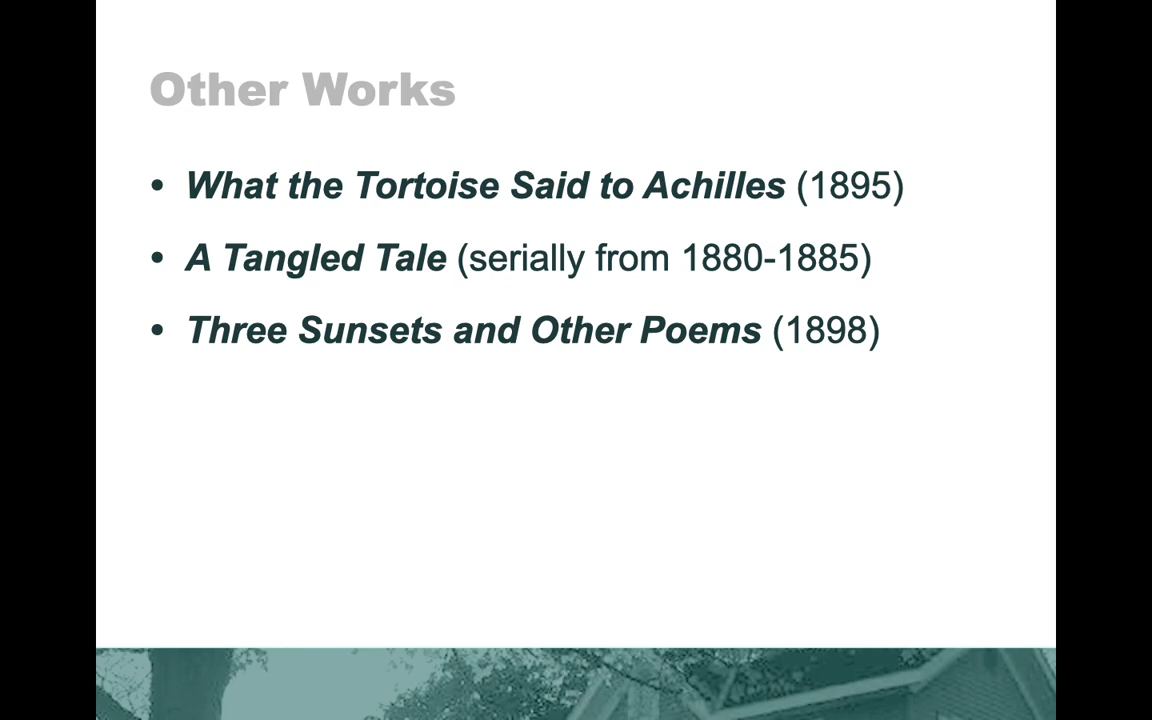 Other Works
• What the Tortoise Said to Achilles (1895)
• A Tangled Tale (serially from 1880-1885)
• Three Sunsets and Other Poems (1898)